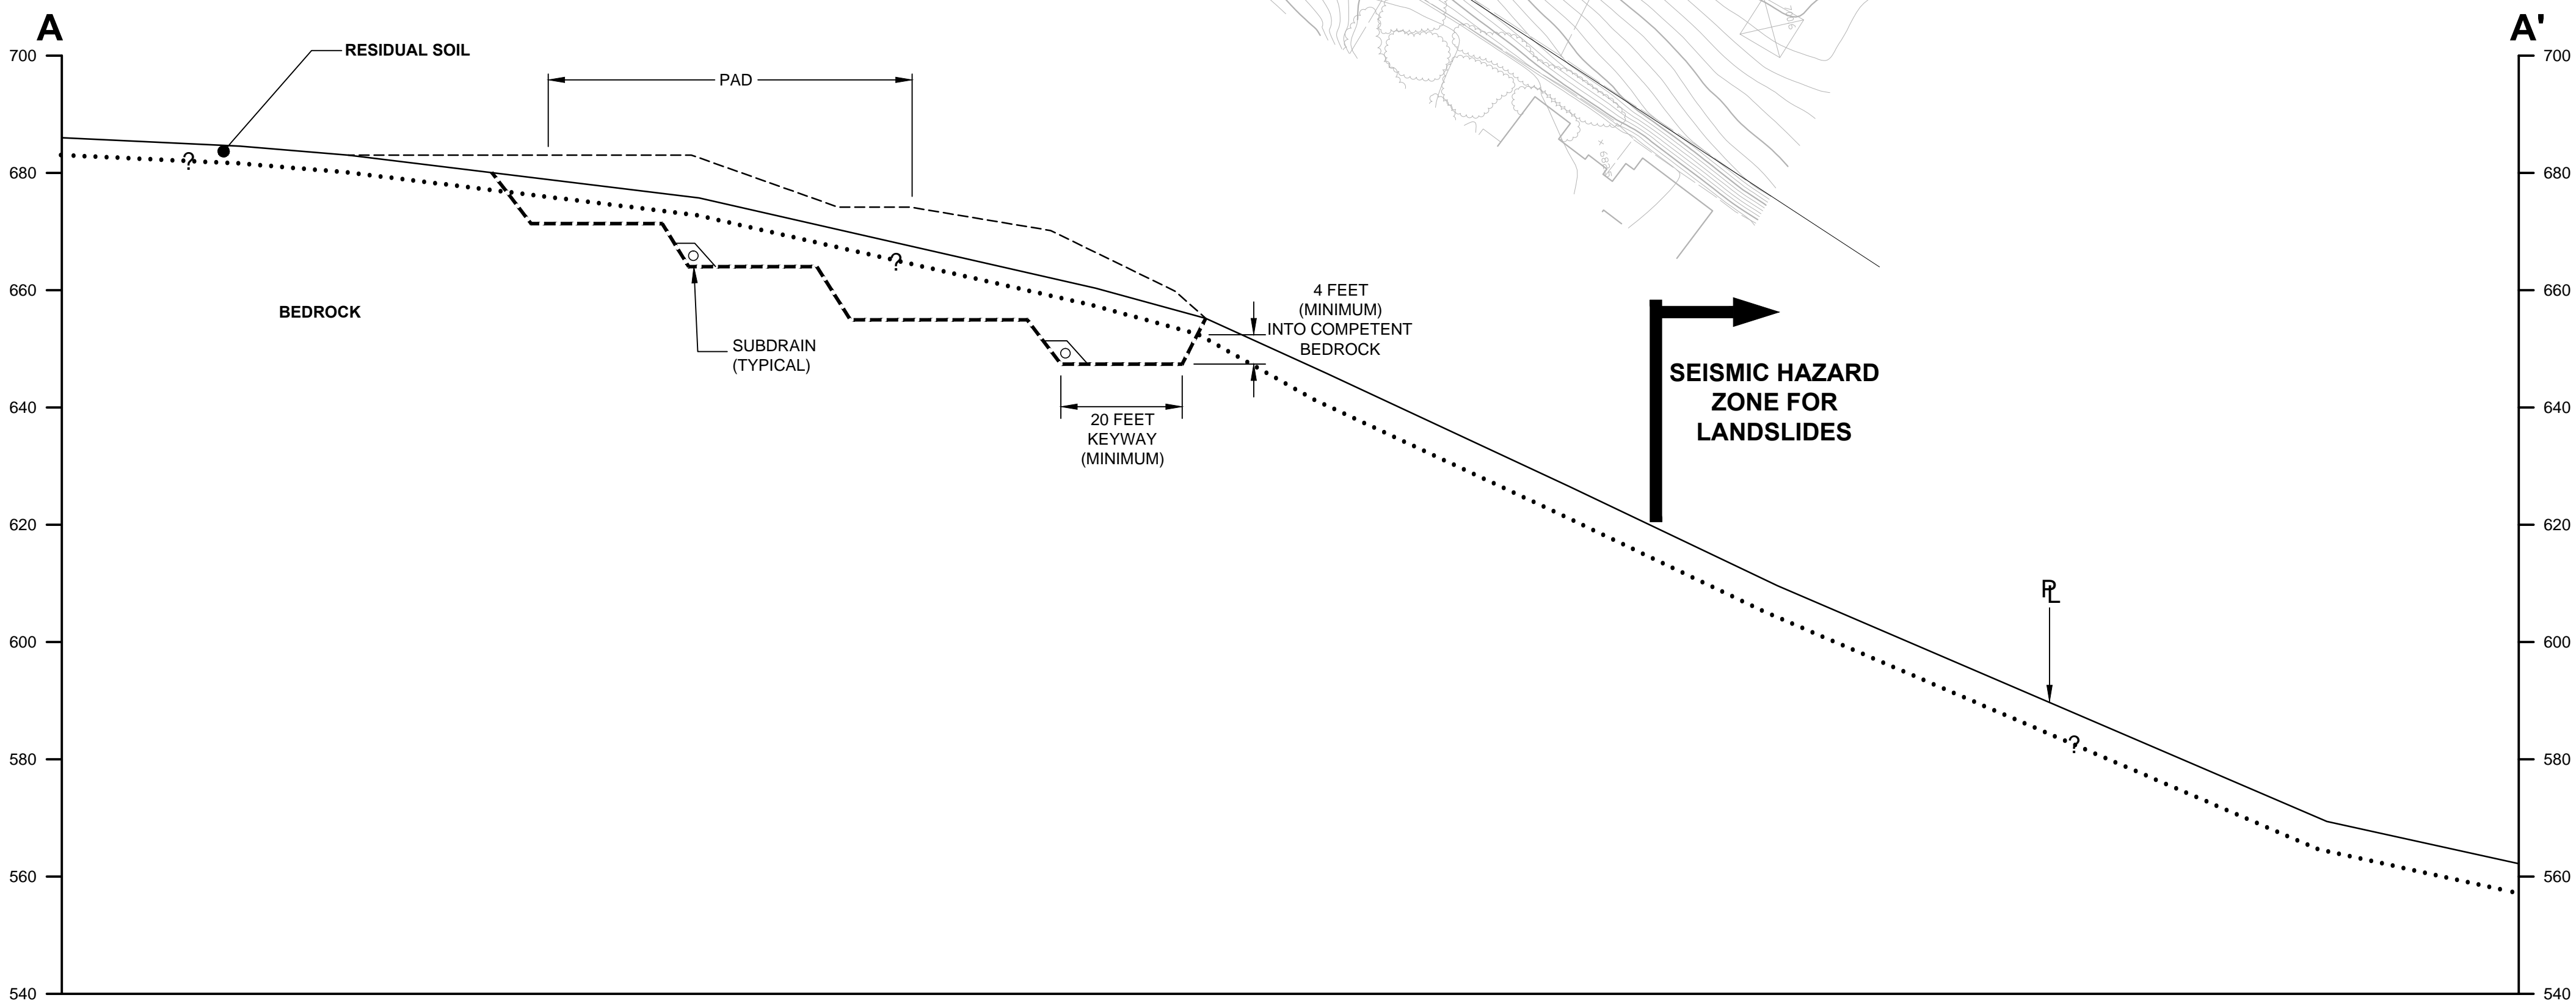 A
A'
700
700
RESIDUAL SOIL
PAD
680
680
660
660
?
?
4 FEET
(MINIMUM)
INTO COMPETENT
BEDROCK
BEDROCK
SUBDRAIN
(TYPICAL)
SEISMIC HAZARD
ZONE FOR
LANDSLIDES
640
640
20 FEET
KEYWAY
(MINIMUM)
620
620
PL
600
600
?
580
580
560
560
540
540